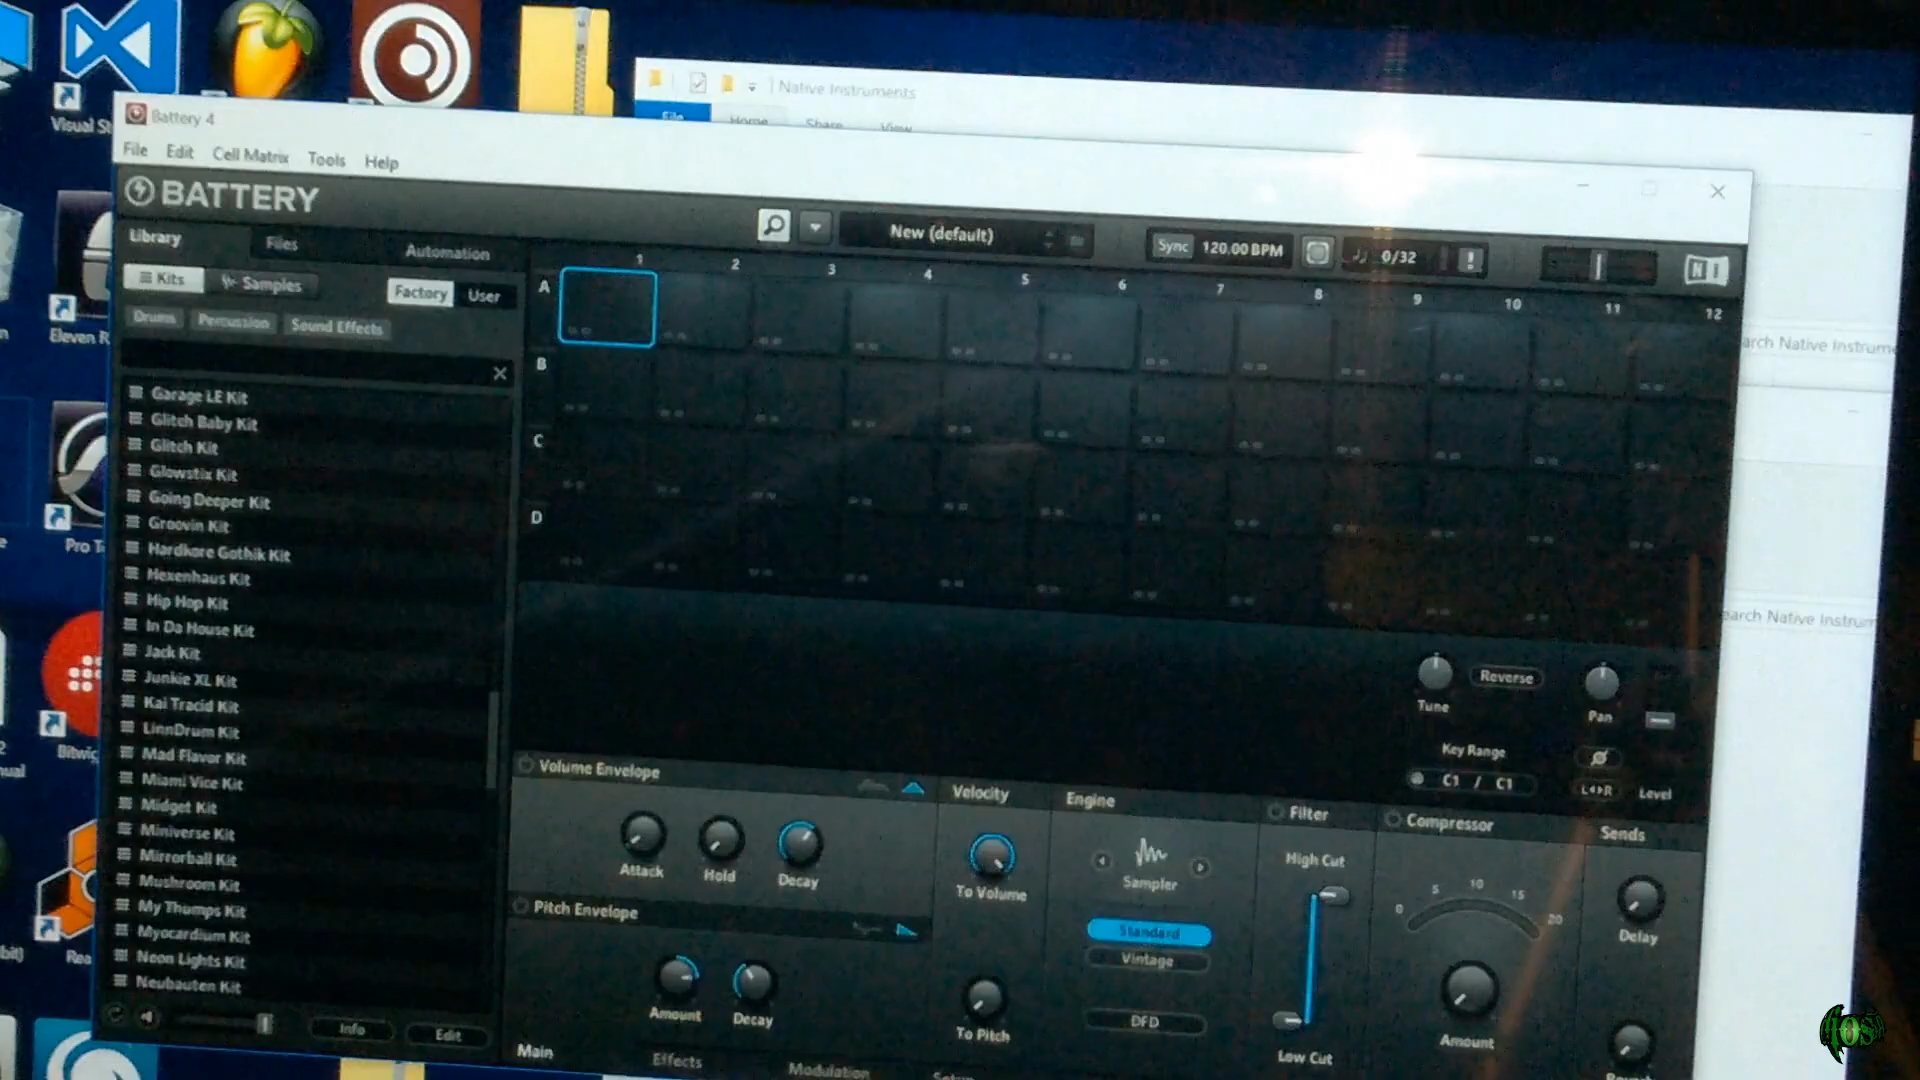 Native Instruments
File Home Share View
Visual St
Battery 4
File Edit Cell Matrix Tools Help
BATTERY
New (default)
Sync 120.00 BPM
0/32
NI
Library Files Automation
Kits Samples Factory User
Drums Percussion Sound Effects
1 2 3 4 5 6 7 8 9 10 11 12
A
B
C
D
Garage LE Kit
Glitch Baby Kit
Glitch Kit
Glowstix Kit
Going Deeper Kit
Groovin Kit
Hardkore Gothik Kit
Hexenhaus Kit
Hip Hop Kit
In Da House Kit
Jack Kit
Junkie XL Kit
Kai Tracid Kit
LinnDrum Kit
Mad Flavor Kit
Miami Vice Kit
Midget Kit
Miniverse Kit
Mirrorball Kit
Mushroom Kit
My Thumps Kit
Myocardium Kit
Neon Lights Kit
Neubauten Kit
Info Edit
Eleven R
Pro T
Bitwig
nual
bit)
Rea
arch Native Instrume
earch Native Instrum
Tune Reverse Pan
Key Range
C1 / C1
L R Level
Volume Envelope
Attack Hold Decay
Pitch Envelope
Amount Decay
Velocity
To Volume
To Pitch
Engine
Sampler
Standard
Vintage
DFD
Filter
High Cut
Low Cut
Compressor
0 5 10 15 20
Amount
Sends
Delay
Main Effects Modulation
IOS